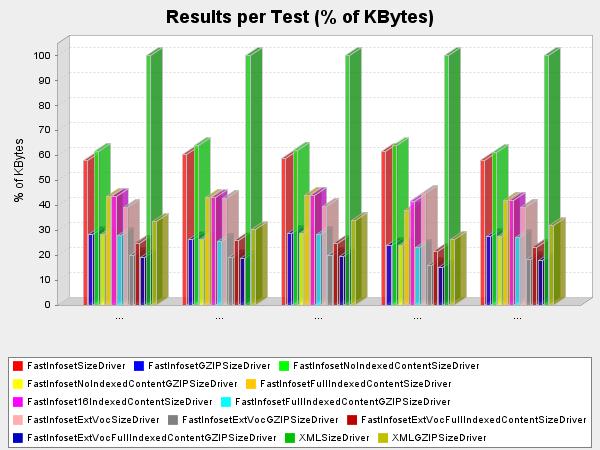 Results per Test (% of KBytes)
100
90
80
70
60
50
40
30
20
10
0
% of KBytes
... ... ... ... ...
FastInfosetSizeDriver FastInfosetGZIPSizeDriver FastInfosetNoIndexedContentSizeDriver
FastInfosetNoIndexedContentGZIPSizeDriver FastInfosetFullIndexedContentSizeDriver
FastInfoset16IndexedContentSizeDriver FastInfosetFullIndexedContentGZIPSizeDriver
FastInfosetExtVocSizeDriver FastInfosetExtVocGZIPSizeDriver FastInfosetExtVocFullIndexedContentSizeDriver
FastInfosetExtVocFullIndexedContentGZIPSizeDriver XMLSizeDriver XMLGZIPSizeDriver